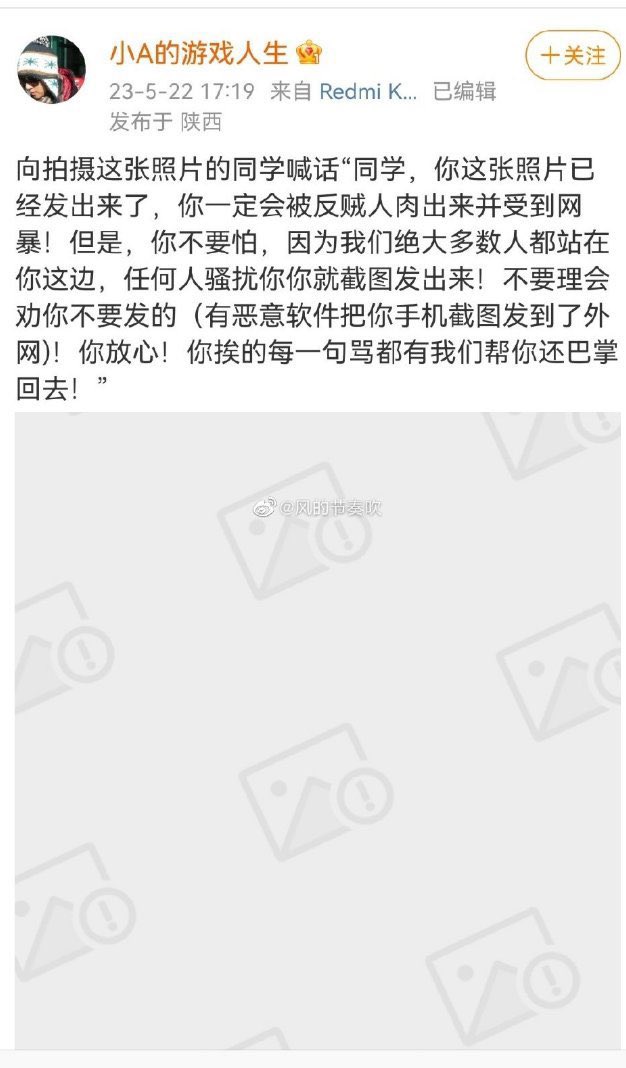 小A的游戏人生
＋关注
23-5-22 17:19 来自 Redmi K... 已编辑
发布于 陕西
向拍摄这张照片的同学喊话“同学，你这张照片已
经发出来了，你一定会被反贼人肉出来并受到网
暴！但是，你不要怕，因为我们绝大多数人都站在
你这边，任何人骚扰你你就截图发出来！不要理会
劝你不要发的（有恶意软件把你手机截图发到了外
网)！你放心！你挨的每一句骂都有我们帮你还巴掌
回去！”
@风的节奏吹